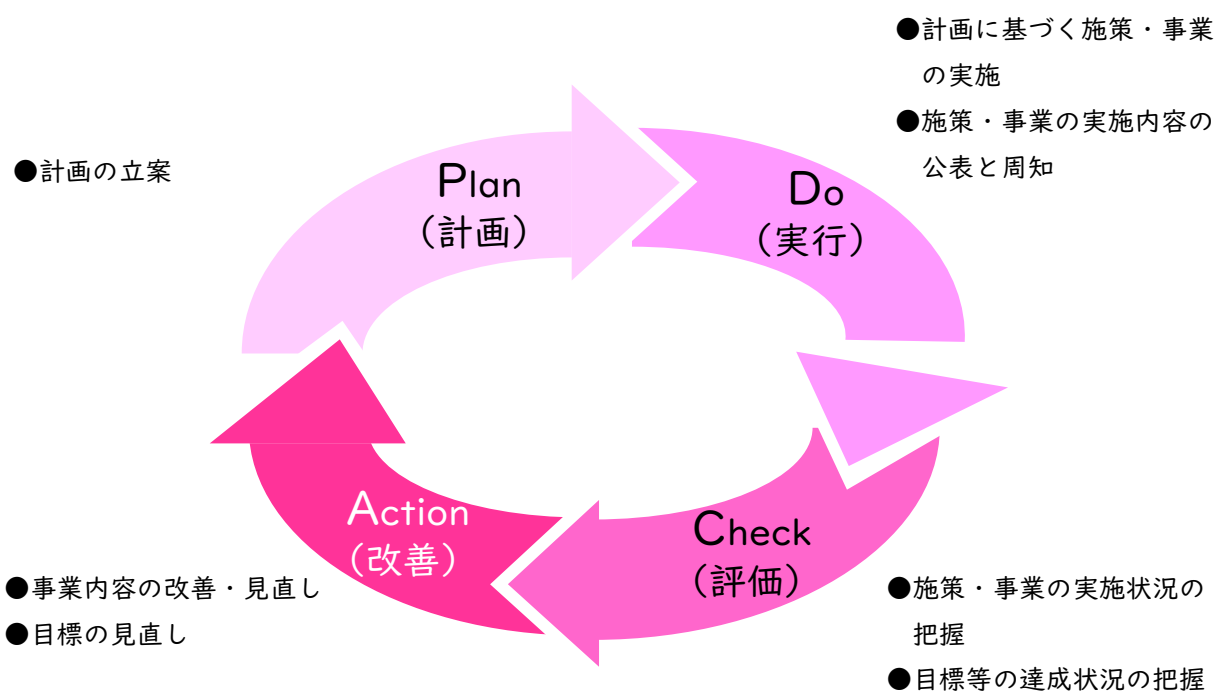 ●計画の立案
Plan
（計画）
●計画に基づく施策・事業
の実施
●施策・事業の実施内容の
公表と周知
Do
（実行）
Check
（評価）
●施策・事業の実施状況の
把握
●目標等の達成状況の把握
Action
（改善）
●事業内容の改善・見直し
●目標の見直し